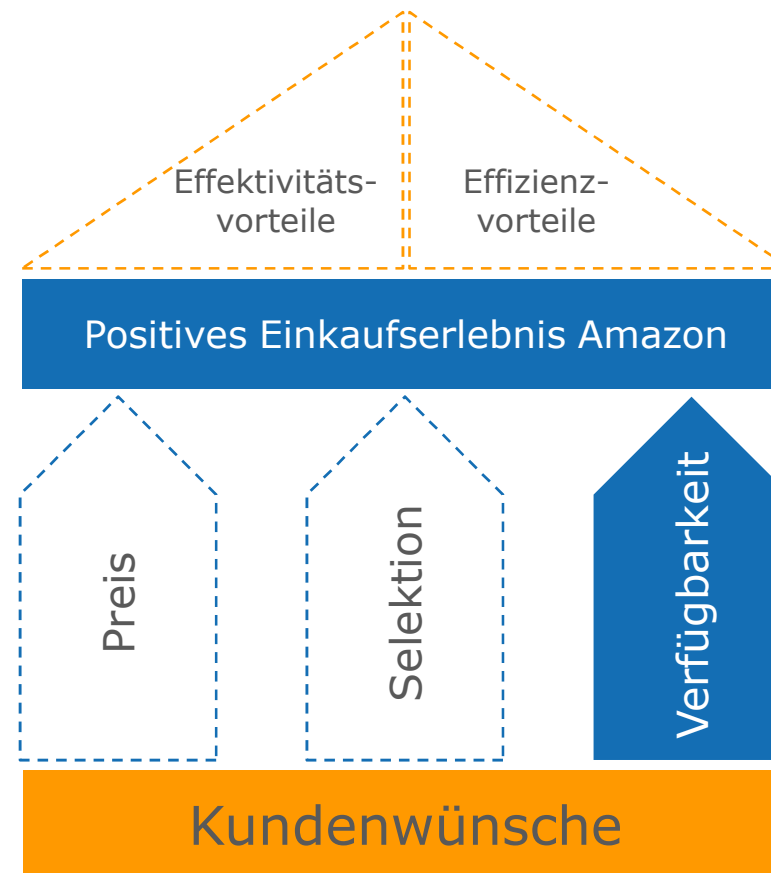 Effektivitäts-
vorteile
Effizienz-
vorteile
Positives Einkaufserlebnis Amazon
Preis
Selektion
Verfügbarkeit
Kundenwünsche